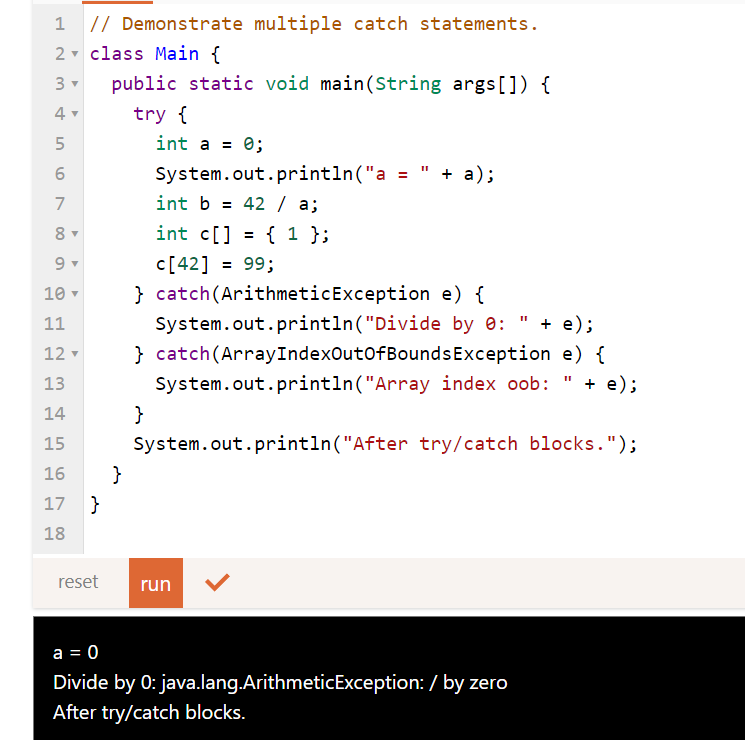 1 // Demonstrate multiple catch statements.
2 class Main {
3 public static void main(String args[]) {
4 try {
5 int a = 0;
6 System.out.println("a = " + a);
7 int b = 42 / a;
8 int c[] = { 1 };
9 c[42] = 99;
10 } catch(ArithmeticException e) {
11 System.out.println("Divide by 0: " + e);
12 } catch(ArrayIndexOutOfBoundsException e) {
13 System.out.println("Array index oob: " + e);
14 }
15 System.out.println("After try/catch blocks.");
16 }
17 }
18
reset run
a = 0
Divide by 0: java.lang.ArithmeticException: / by zero
After try/catch blocks.